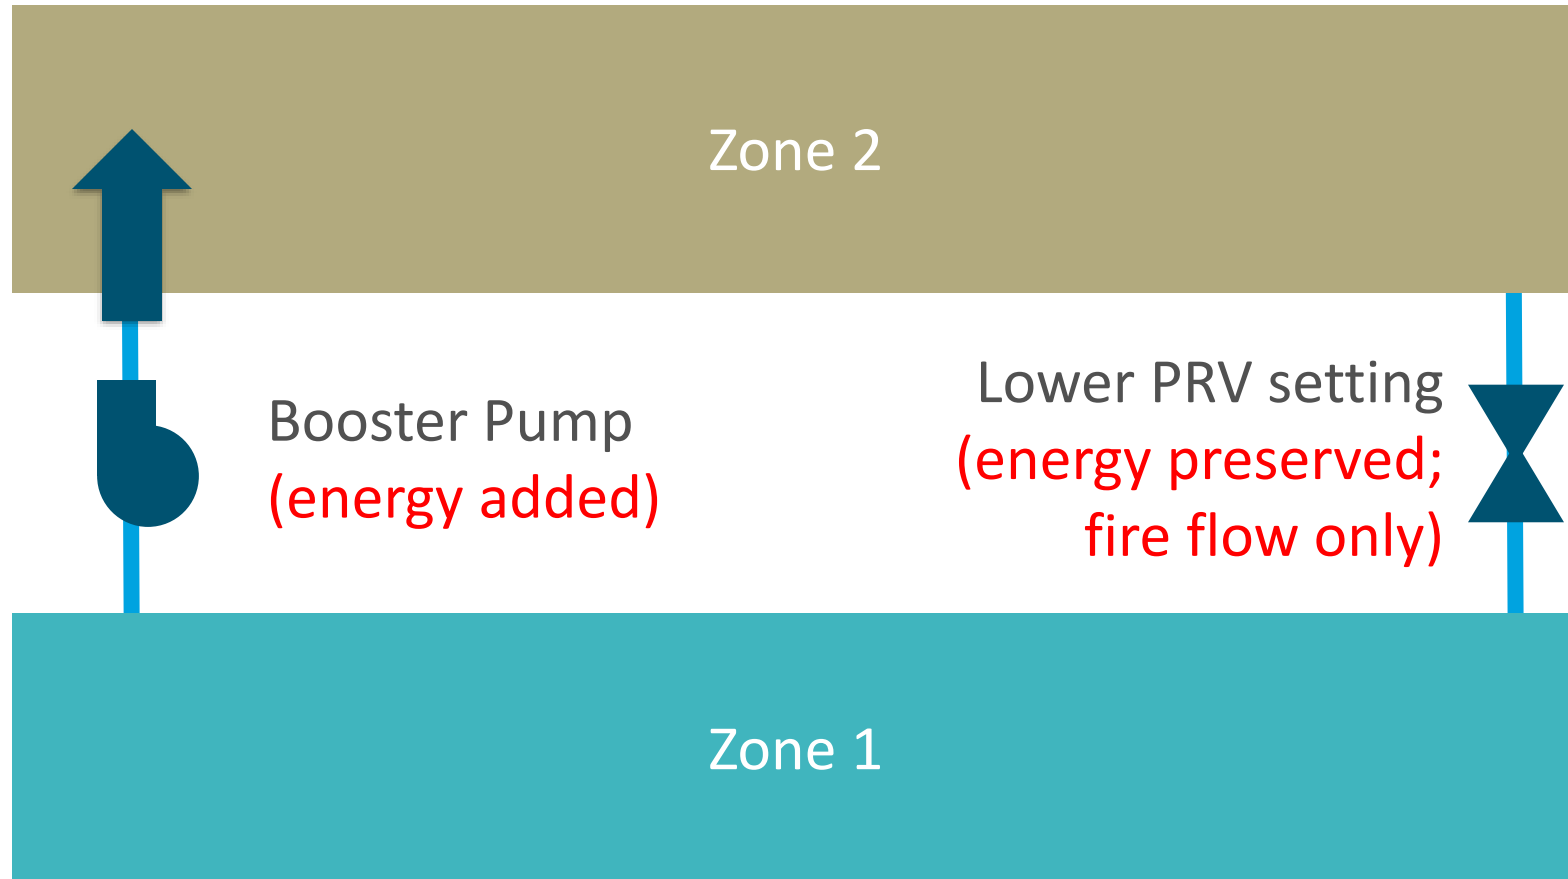 Zone 2
Booster Pump
(energy added)
Lower PRV setting
(energy preserved;
fire flow only)
Zone 1